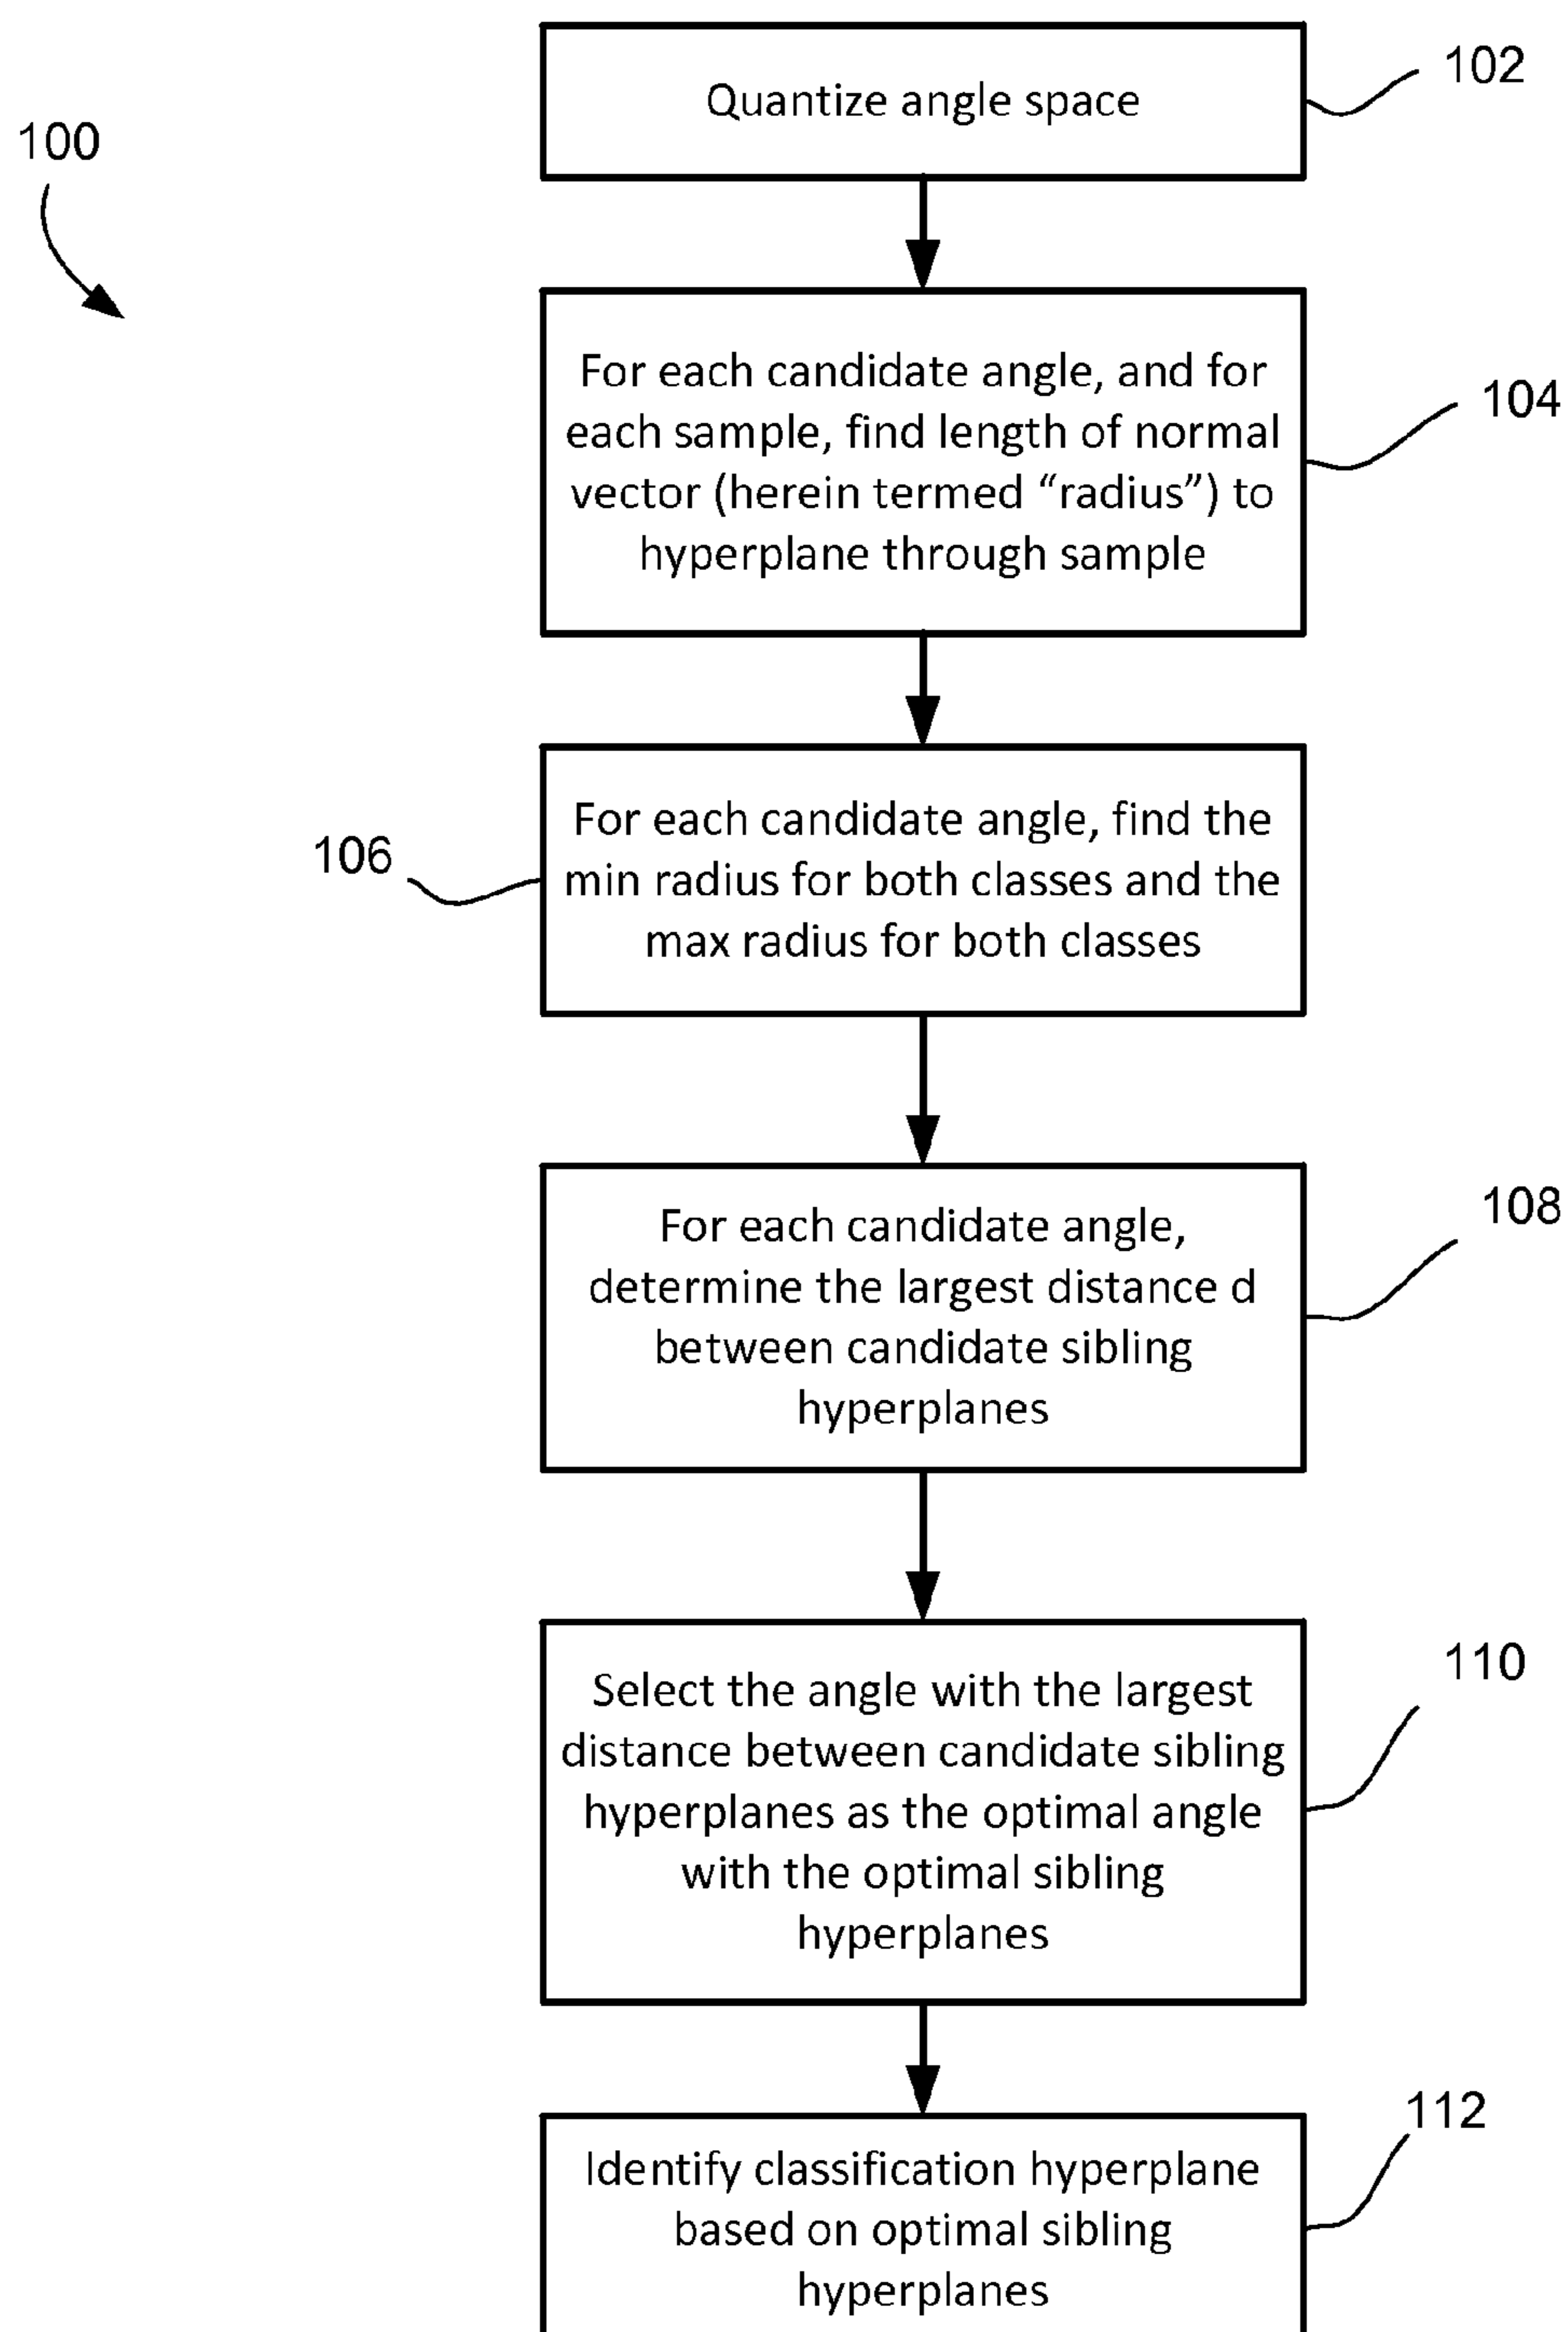 100
Quantize angle space
102
For each candidate angle, and for
each sample, find length of normal
vector (herein termed “radius”) to
hyperplane through sample
104
For each candidate angle, find the
min radius for both classes and the
max radius for both classes
106
For each candidate angle,
determine the largest distance d
between candidate sibling
hyperplanes
108
Select the angle with the largest
distance between candidate sibling
hyperplanes as the optimal angle
with the optimal sibling
hyperplanes
110
Identify classification hyperplane
based on optimal sibling
hyperplanes
112